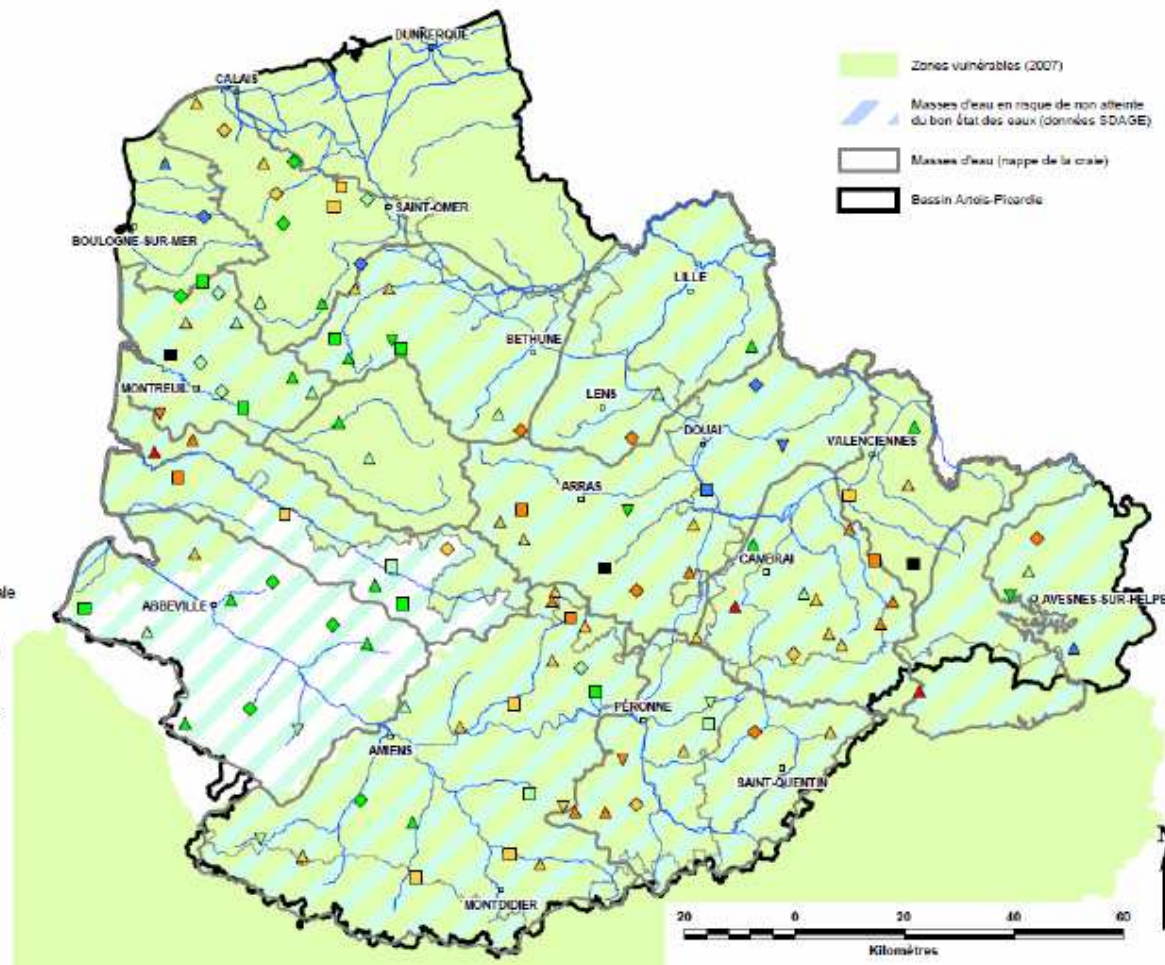 DUNKERQUE
CALAIS
Zones vulnérables (2007)
Masses d'eau en risque de non atteinte
du bon état des eaux (données SDAGE)
Masses d'eau (nappe de la craie)
Bassin Artois-Picardie
SAINT-OMER
BOULOGNE-SUR-MER
LILLE
BETHUNE
MONTREUIL
LENS
DOUAI
VALENCIENNES
ARRAS
CAMBRAI
ABBEVILLE
AVESNES-SUR-HELPE
PÉRONNE
AMIENS
SAINT-QUENTIN
MONTDIDIER
20 0 20 40 60
Kilomètres